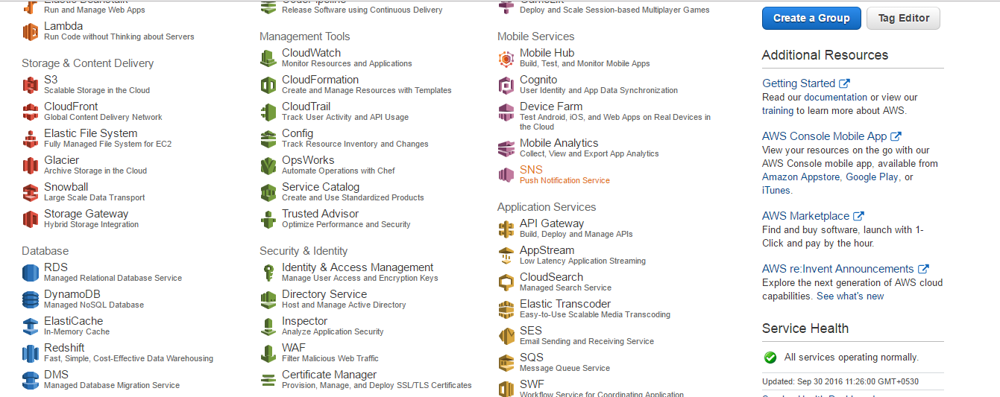 Elastic Beanstalk
Run and Manage Web Apps
Lambda
Run Code without Thinking about Servers
Storage & Content Delivery
S3
Scalable Storage in the Cloud
CloudFront
Global Content Delivery Network
Elastic File System
Fully Managed File System for EC2
Glacier
Archive Storage in the Cloud
Snowball
Large Scale Data Transport
Storage Gateway
Hybrid Storage Integration
Database
RDS
Managed Relational Database Service
DynamoDB
Managed NoSQL Database
ElastiCache
In-Memory Cache
Redshift
Fast, Simple, Cost-Effective Data Warehousing
DMS
Managed Database Migration Service
CodePipeline
Release Software using Continuous Delivery
Management Tools
CloudWatch
Monitor Resources and Applications
CloudFormation
Create and Manage Resources with Templates
CloudTrail
Track User Activity and API Usage
Config
Track Resource Inventory and Changes
OpsWorks
Automate Operations with Chef
Service Catalog
Create and Use Standardized Products
Trusted Advisor
Optimize Performance and Security
Security & Identity
Identity & Access Management
Manage User Access and Encryption Keys
Directory Service
Host and Manage Active Directory
Inspector
Analyze Application Security
WAF
Filter Malicious Web Traffic
Certificate Manager
Provision, Manage, and Deploy SSL/TLS Certificates
GameLift
Deploy and Scale Session-based Multiplayer Games
Mobile Services
Mobile Hub
Build, Test, and Monitor Mobile Apps
Cognito
User Identity and App Data Synchronization
Device Farm
Test Android, iOS, and Web Apps on Real Devices in
the Cloud
Mobile Analytics
Collect, View and Export App Analytics
SNS
Push Notification Service
Application Services
API Gateway
Build, Deploy and Manage APIs
AppStream
Low Latency Application Streaming
CloudSearch
Managed Search Service
Elastic Transcoder
Easy-to-Use Scalable Media Transcoding
SES
Email Sending and Receiving Service
SQS
Message Queue Service
SWF
Workflow Service for Coordinating Application
Create a Group
Tag Editor
Additional Resources
Getting Started
Read our documentation or view our
training to learn more about AWS.
AWS Console Mobile App
View your resources on the go with our
AWS Console mobile app, available from
Amazon Appstore, Google Play, or
iTunes.
AWS Marketplace
Find and buy software, launch with 1-
Click and pay by the hour.
AWS re:Invent Announcements
Explore the next generation of AWS cloud
capabilities. See what's new
Service Health
All services operating normally.
Updated: Sep 30 2016 11:26:00 GMT+0530